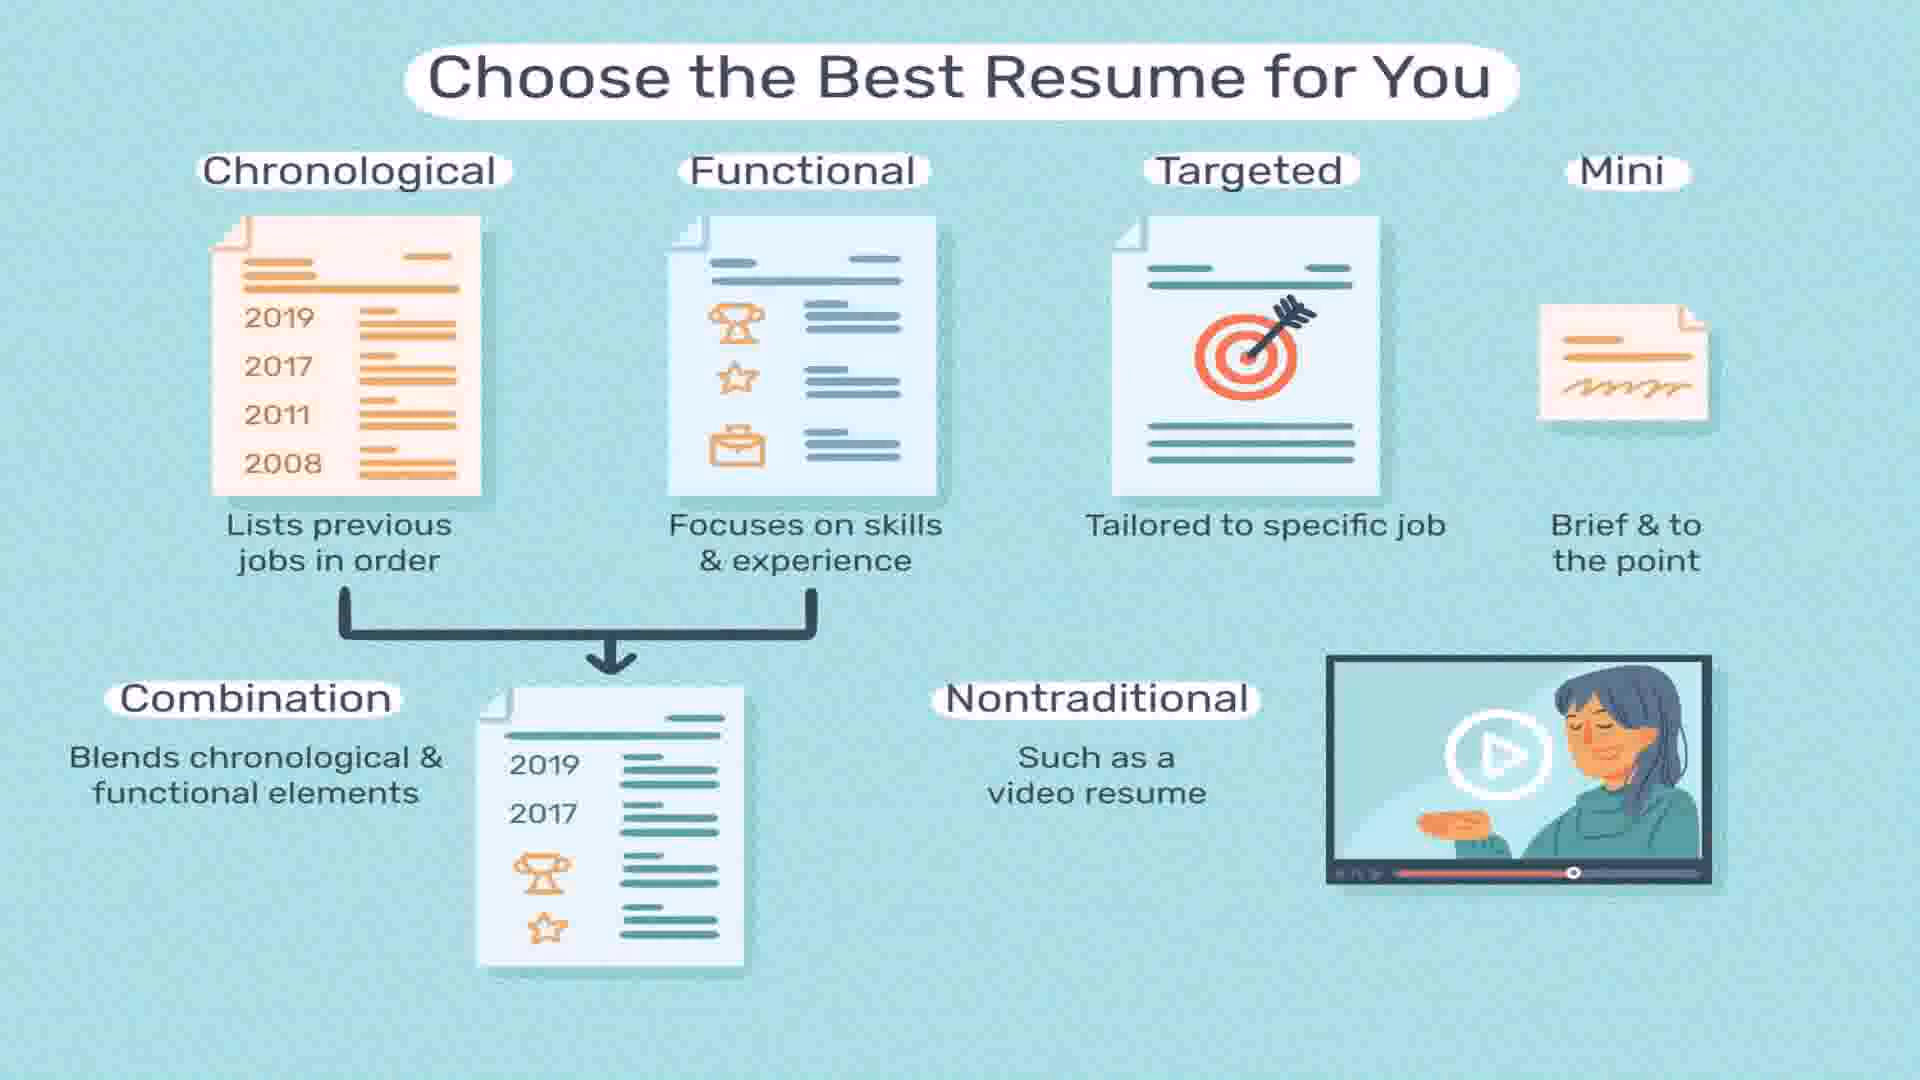 Choose the Best Resume for You
Chronological
Functional
Targeted
Mini
2019
2017
2011
2008
Lists previous
jobs in order
Focuses on skills
& experience
Tailored to specific job
Brief & to
the point
Combination
Blends chronological &
functional elements
2019
2017
Nontraditional
Such as a
video resume